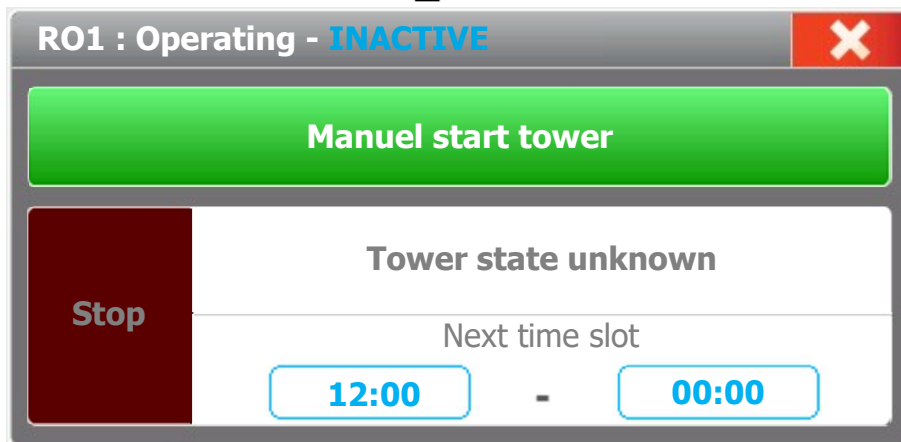 RO1 : Operating - INACTIVE
Manuel start tower
Tower state unknown
Stop
Next time slot
12:00 - 00:00